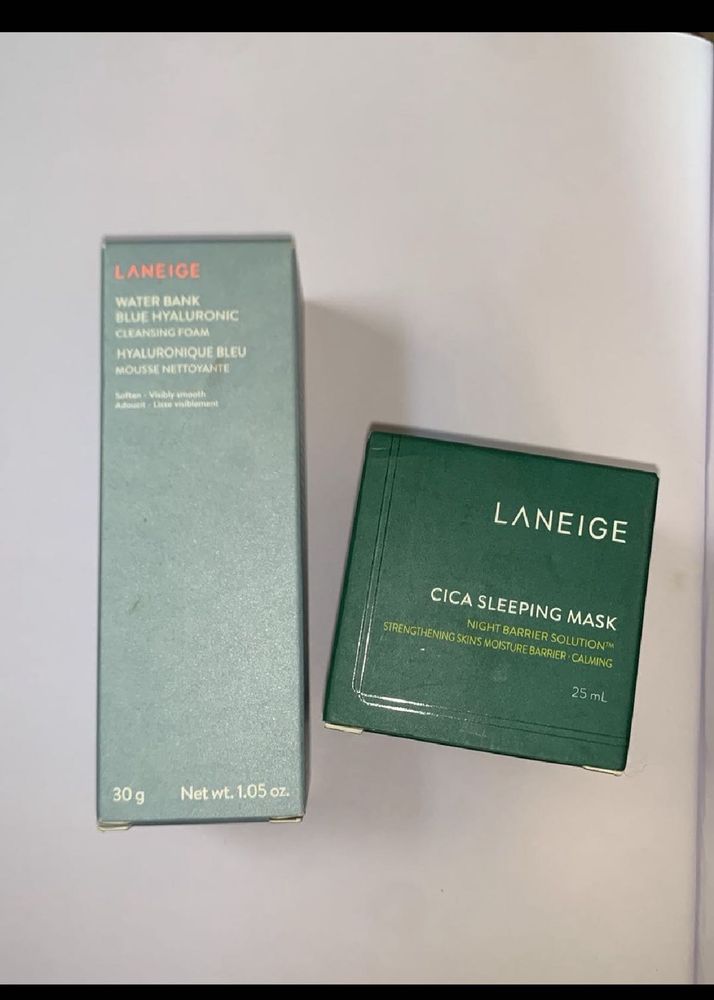 LANEIGE
WATER BANK
BLUE HYALURONIC
CLEANSING FOAM
HYALURONIQUE BLEU
MOUSSE NETTOYANTE
Soften · Visibly smooth
Adoucit · Lisse visiblement
30 g Net wt. 1.05 oz.
LANEIGE
CICA SLEEPING MASK
NIGHT BARRIER SOLUTION™
STRENGTHENING SKIN'S MOISTURE BARRIER · CALMING
25 mL